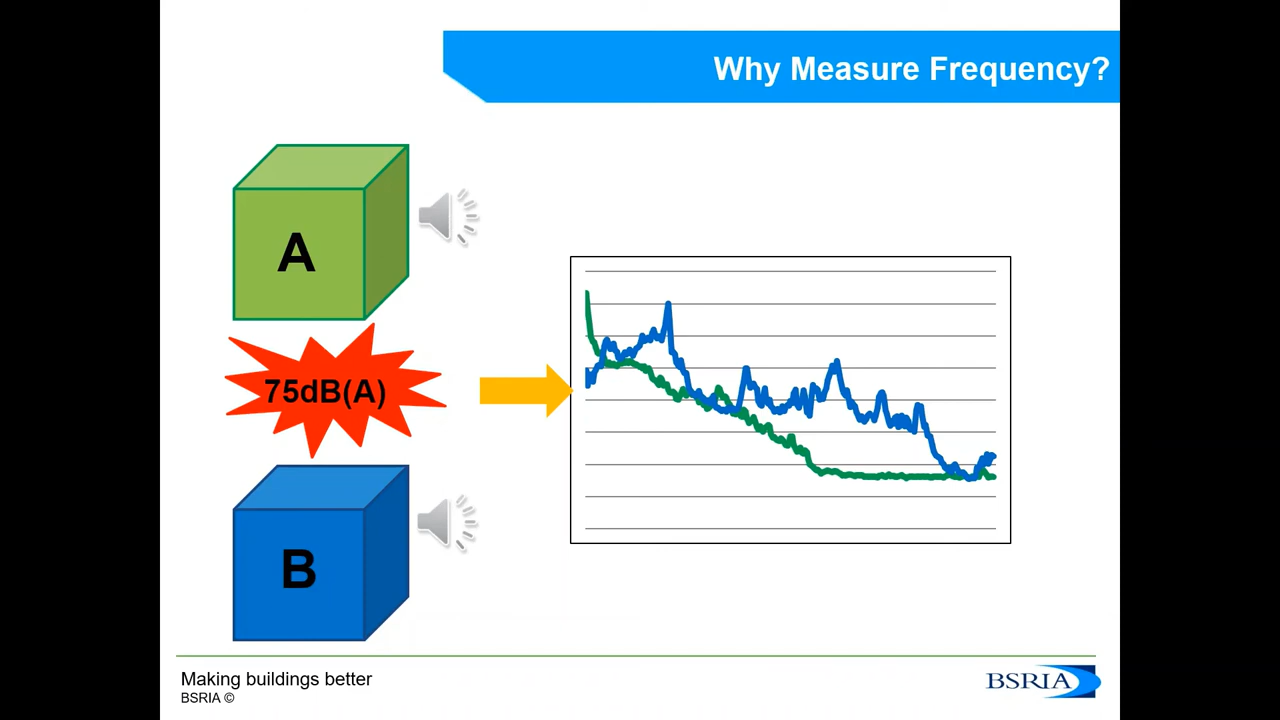 Why Measure Frequency?
A
75dB(A)
B
Making buildings better
BSRIA ©
BSRIA